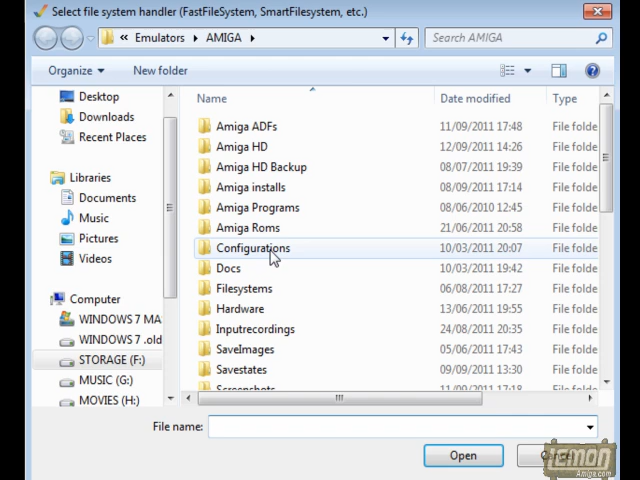 Select file system handler (FastFileSystem, SmartFilesystem, etc.)
« Emulators AMIGA
Search AMIGA
Organize
New folder
Name
Date modified
Type
Desktop
Downloads
Recent Places
Libraries
Documents
Music
Pictures
Videos
Computer
WINDOWS 7 MA
WINDOWS 7 .old
STORAGE (F:)
MUSIC (G:)
MOVIES (H:)
Amiga ADFs 11/09/2011 17:48 File folde
Amiga HD 12/09/2011 14:26 File folde
Amiga HD Backup 08/07/2011 19:39 File folde
Amiga installs 08/09/2011 17:14 File folde
Amiga Programs 08/06/2010 12:45 File folde
Amiga Roms 21/06/2011 20:58 File folde
Configurations 10/03/2011 20:07 File folde
Docs 10/03/2011 19:42 File folde
Filesystems 06/08/2011 17:27 File folde
Hardware 13/06/2011 19:55 File folde
Inputrecordings 24/08/2011 20:35 File folde
SaveImages 05/06/2011 17:43 File folde
Savestates 09/09/2011 13:30 File folde
Screenshots 11/09/2011 17:18 File folde
File name:
Open
Cancel
LEMON
Amiga.com